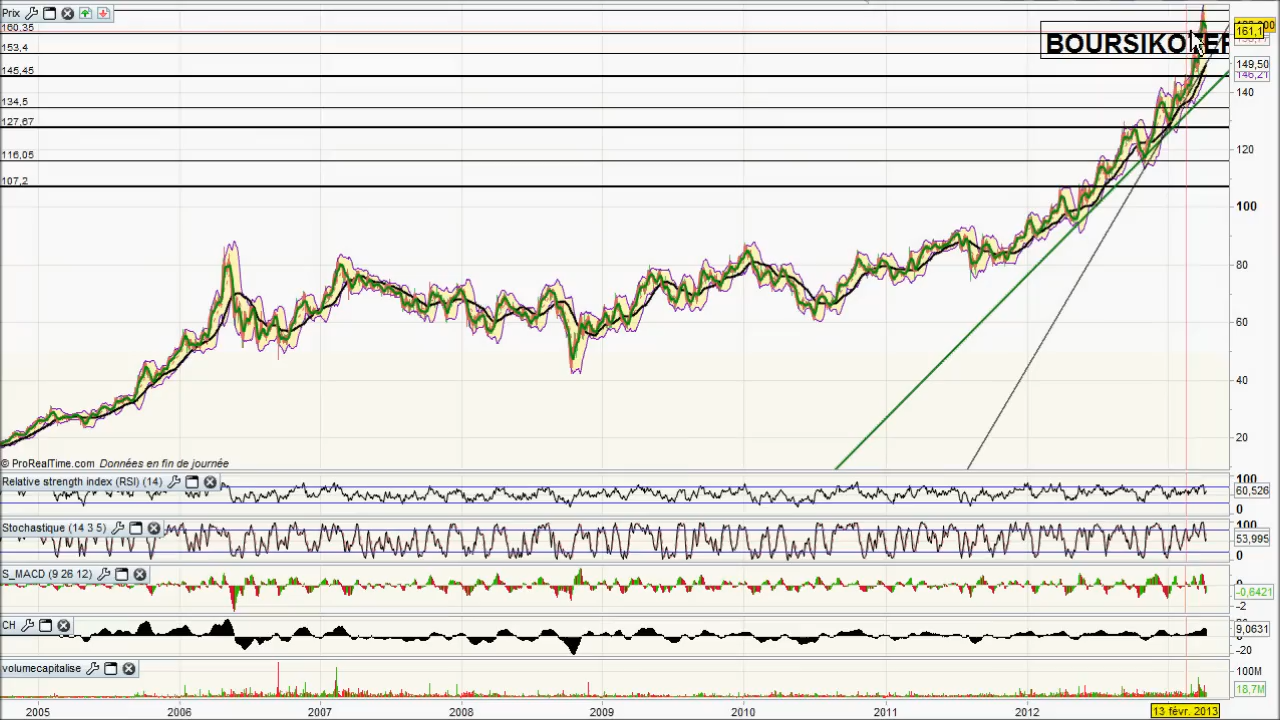 Prix
160,35
153,4
145,45
134,5
127,67
116,05
107,2
BOURSIKO
161,1
149,50
146,21
140
120
100
80
60
40
20
© ProRealTime.com Données en fin de journée
Relative strength index (RSI) (14)
100
60,526
0
Stochastique (14 3 5)
100
53,995
0
S_MACD (9 26 12)
0
-0,6421
-2
CH
9,0631
-20
volumecapitalise
100M
18,7M
2005 2006 2007 2008 2009 2010 2011 2012 13 févr. 2013